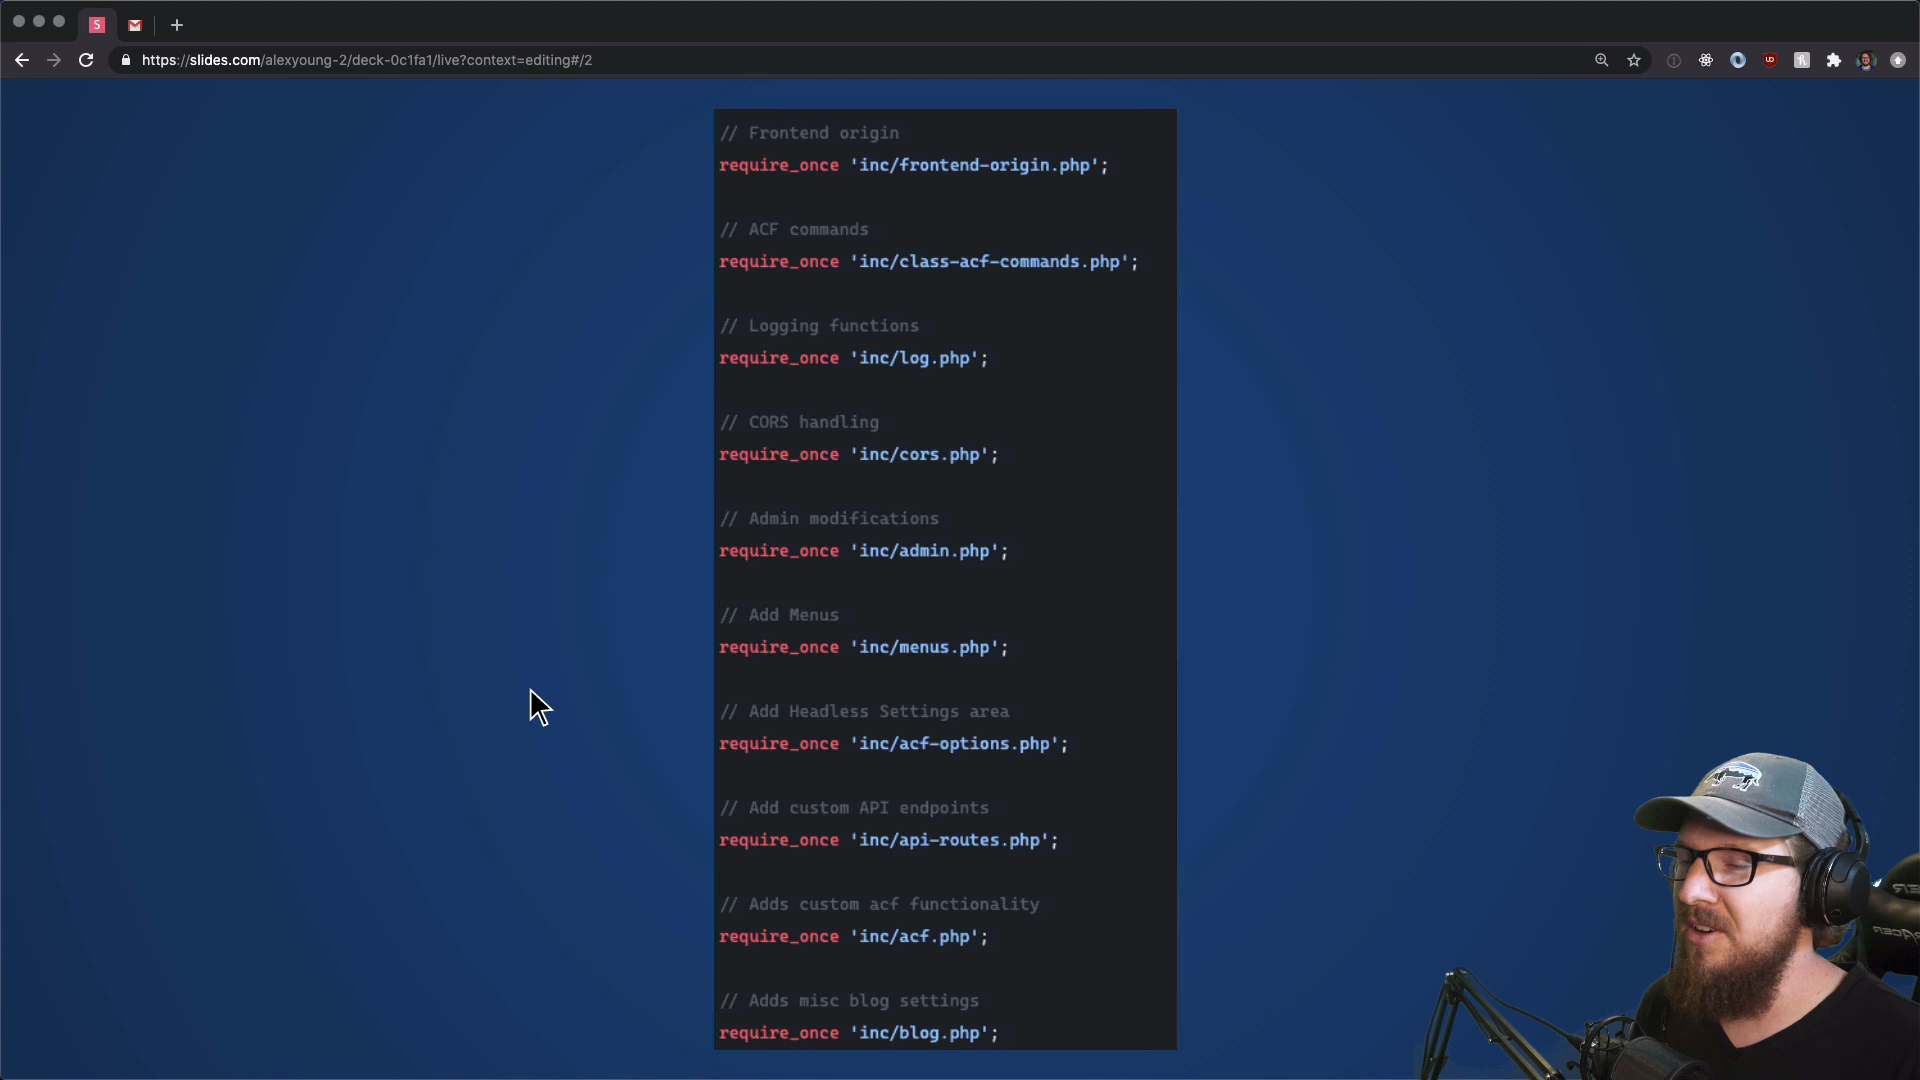 S
https://slides.com/alexyoung-2/deck-0c1fa1/live?context=editing#/2
// Frontend origin
require_once 'inc/frontend-origin.php';
// ACF commands
require_once 'inc/class-acf-commands.php';
// Logging functions
require_once 'inc/log.php';
// CORS handling
require_once 'inc/cors.php';
// Admin modifications
require_once 'inc/admin.php';
// Add Menus
require_once 'inc/menus.php';
// Add Headless Settings area
require_once 'inc/acf-options.php';
// Add custom API endpoints
require_once 'inc/api-routes.php';
// Adds custom acf functionality
require_once 'inc/acf.php';
// Adds misc blog settings
require_once 'inc/blog.php';